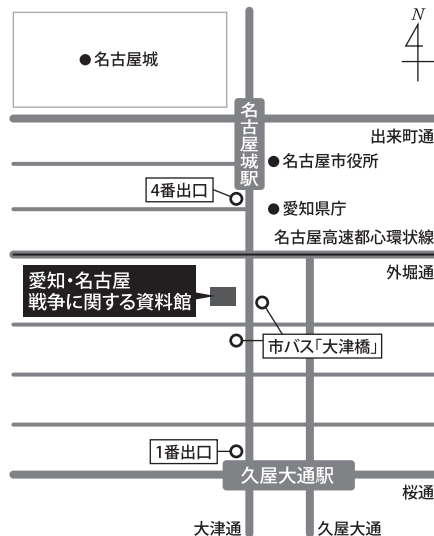 N
名古屋城
名古屋城駅
出来町通
名古屋市役所
4番出口
愛知県庁
名古屋高速都心環状線
外堀通
愛知・名古屋
戦争に関する資料館
市バス「大津橋」
1番出口
久屋大通駅
桜通
大津通
久屋大通